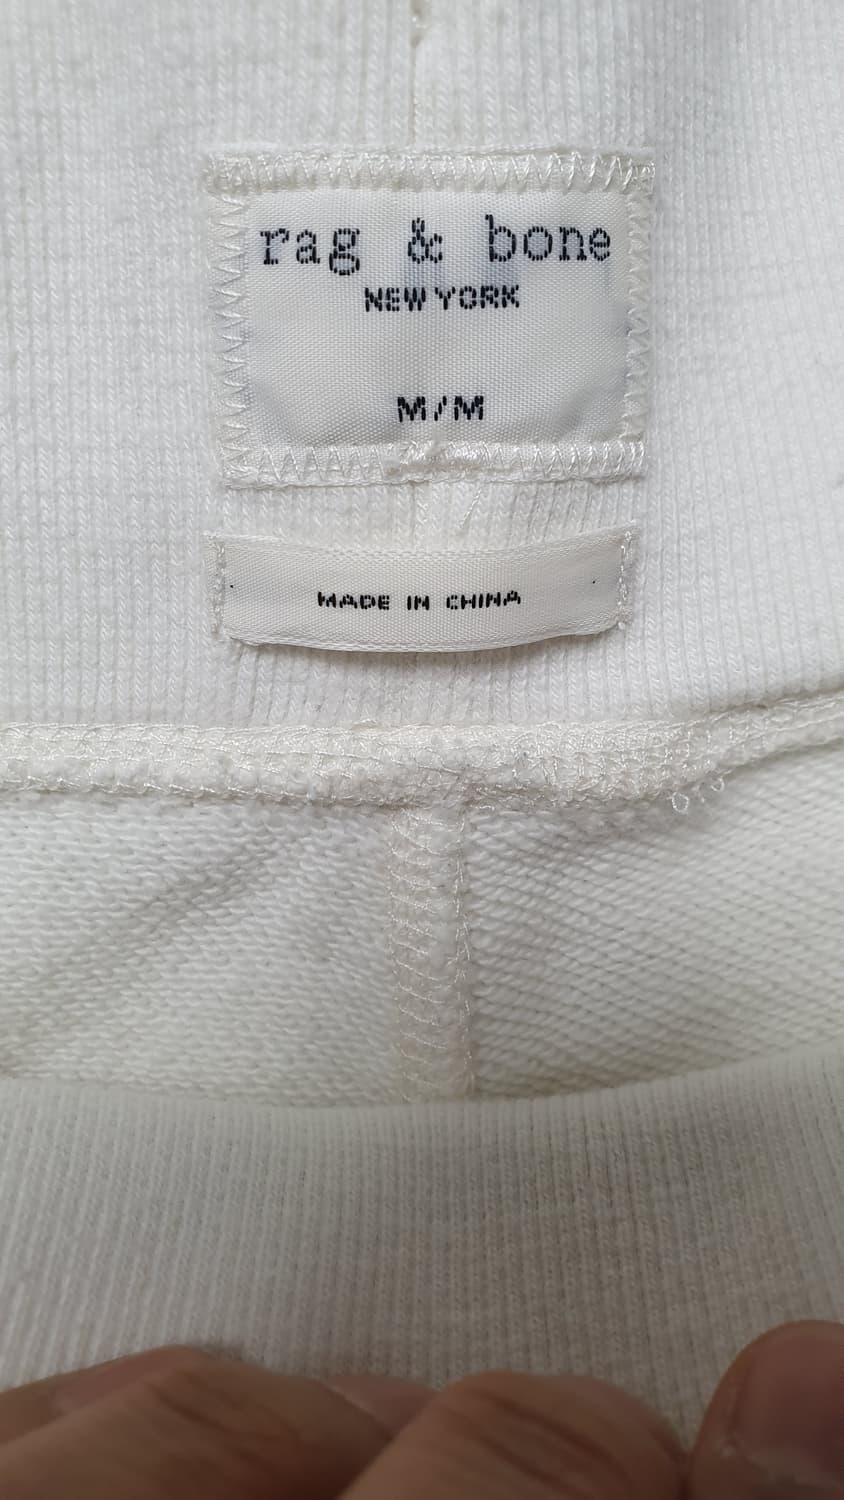 rag & bone
NEW YORK
M/M
MADE IN CHINA